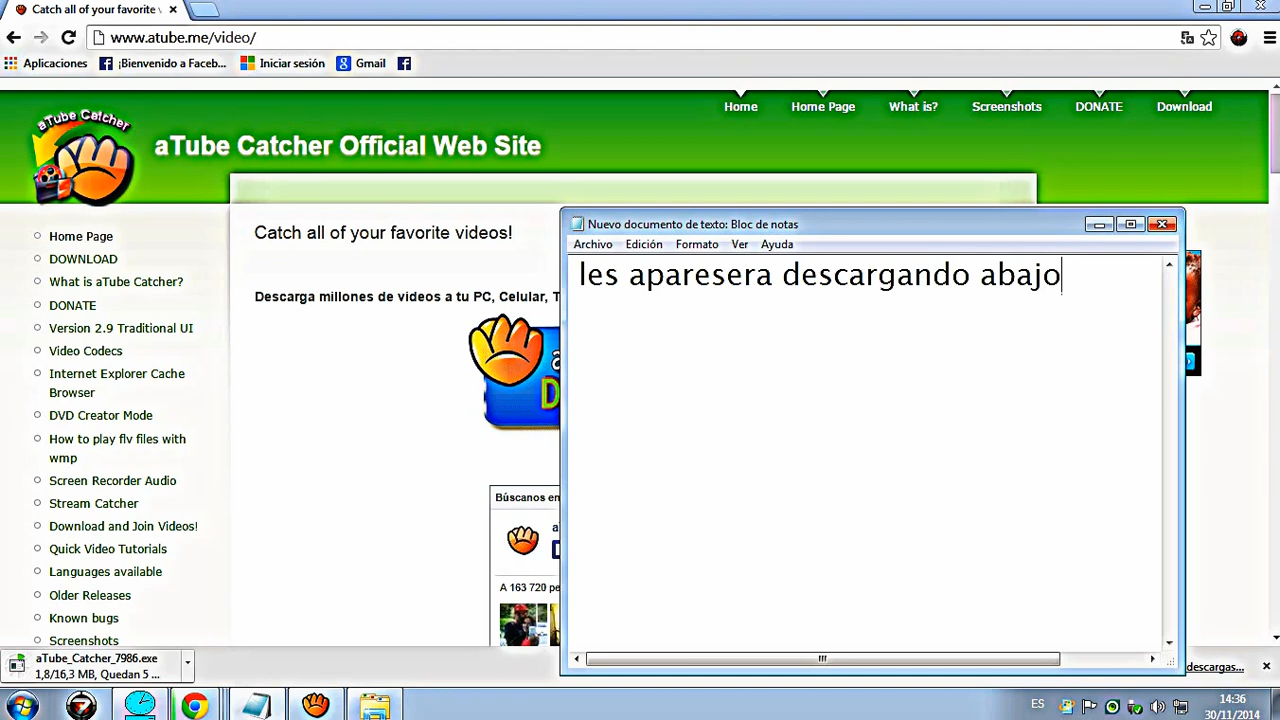 Catch all of your favorite
www.atube.me/video/
Aplicaciones
¡Bienvenido a Faceb...
Iniciar sesión
Gmail
aTube Catcher
aTube Catcher Official Web Site
Home
Home Page
What is?
Screenshots
DONATE
Download
Home Page
DOWNLOAD
What is aTube Catcher?
DONATE
Version 2.9 Traditional UI
Video Codecs
Internet Explorer Cache
Browser
DVD Creator Mode
How to play flv files with
wmp
Screen Recorder Audio
Stream Catcher
Download and Join Videos!
Quick Video Tutorials
Languages available
Older Releases
Known bugs
Screenshots
Catch all of your favorite videos!
Descarga millones de videos a tu PC, Celular, T
Búscanos en
A 163 720 pe
Nuevo documento de texto: Bloc de notas
Archivo Edición Formato Ver Ayuda
les aparesera descargando abajo
aTube_Catcher_7986.exe
1,8/16,3 MB, Quedan 5 ...
descargas...
ES
14:36
30/11/2014